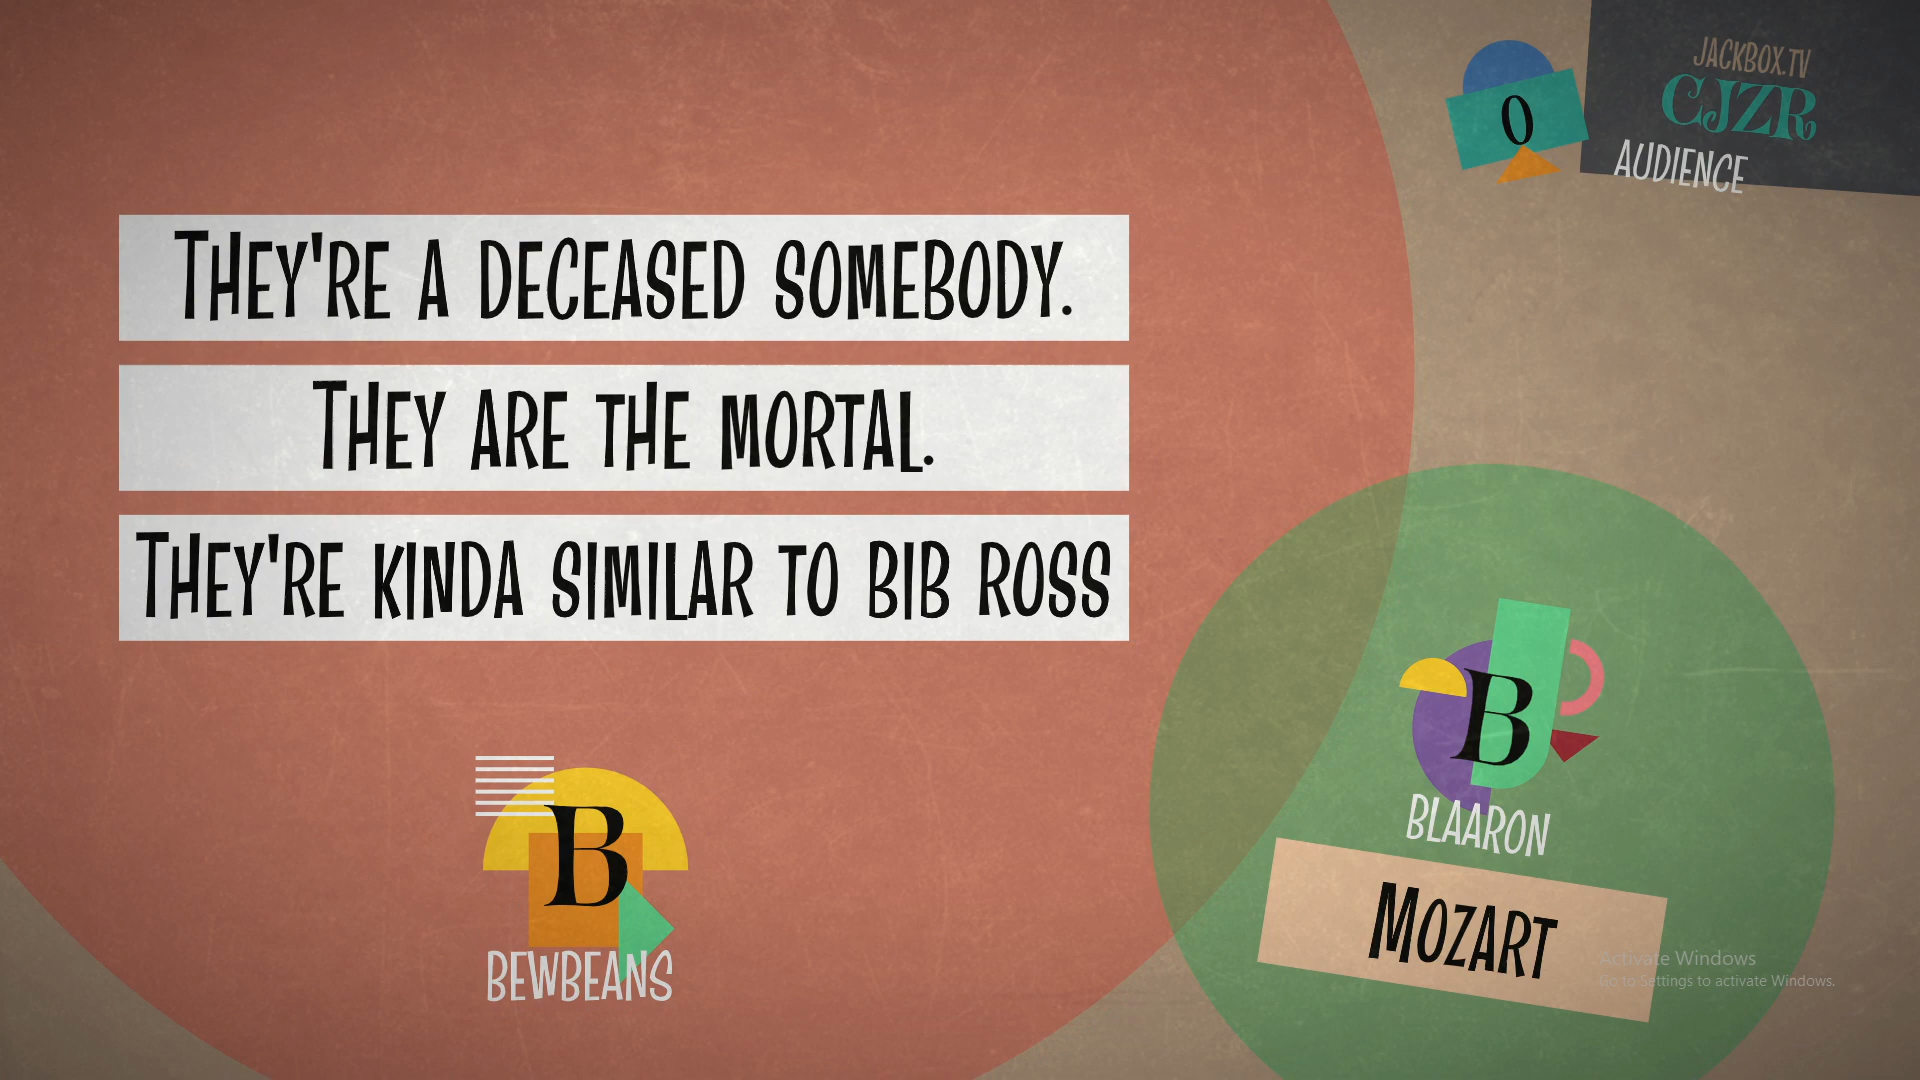 JACKBOX.TV
CJZR
0
AUDIENCE
THEY'RE A DECEASED SOMEBODY.
THEY ARE THE MORTAL.
THEY'RE KINDA SIMILAR TO BIB ROSS
B
BLAARON
MOZART
B
BEWBEANS
Activate Windows
Go to Settings to activate Windows.